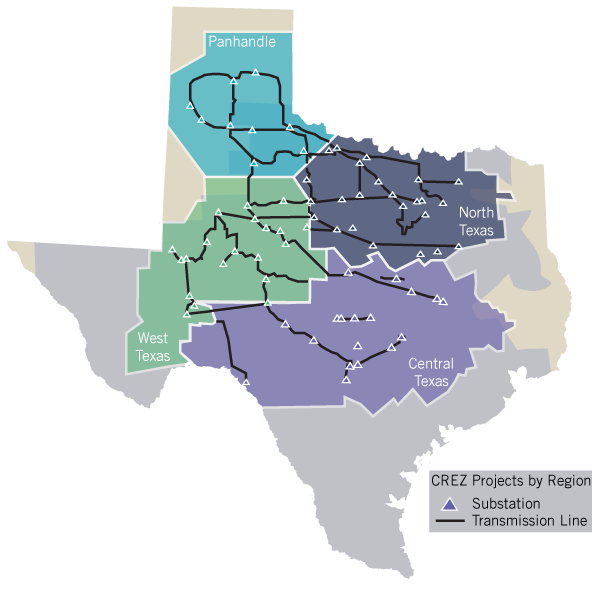 Panhandle
North
Texas
West
Texas
Central
Texas
CREZ Projects by Region
Substation
Transmission Line